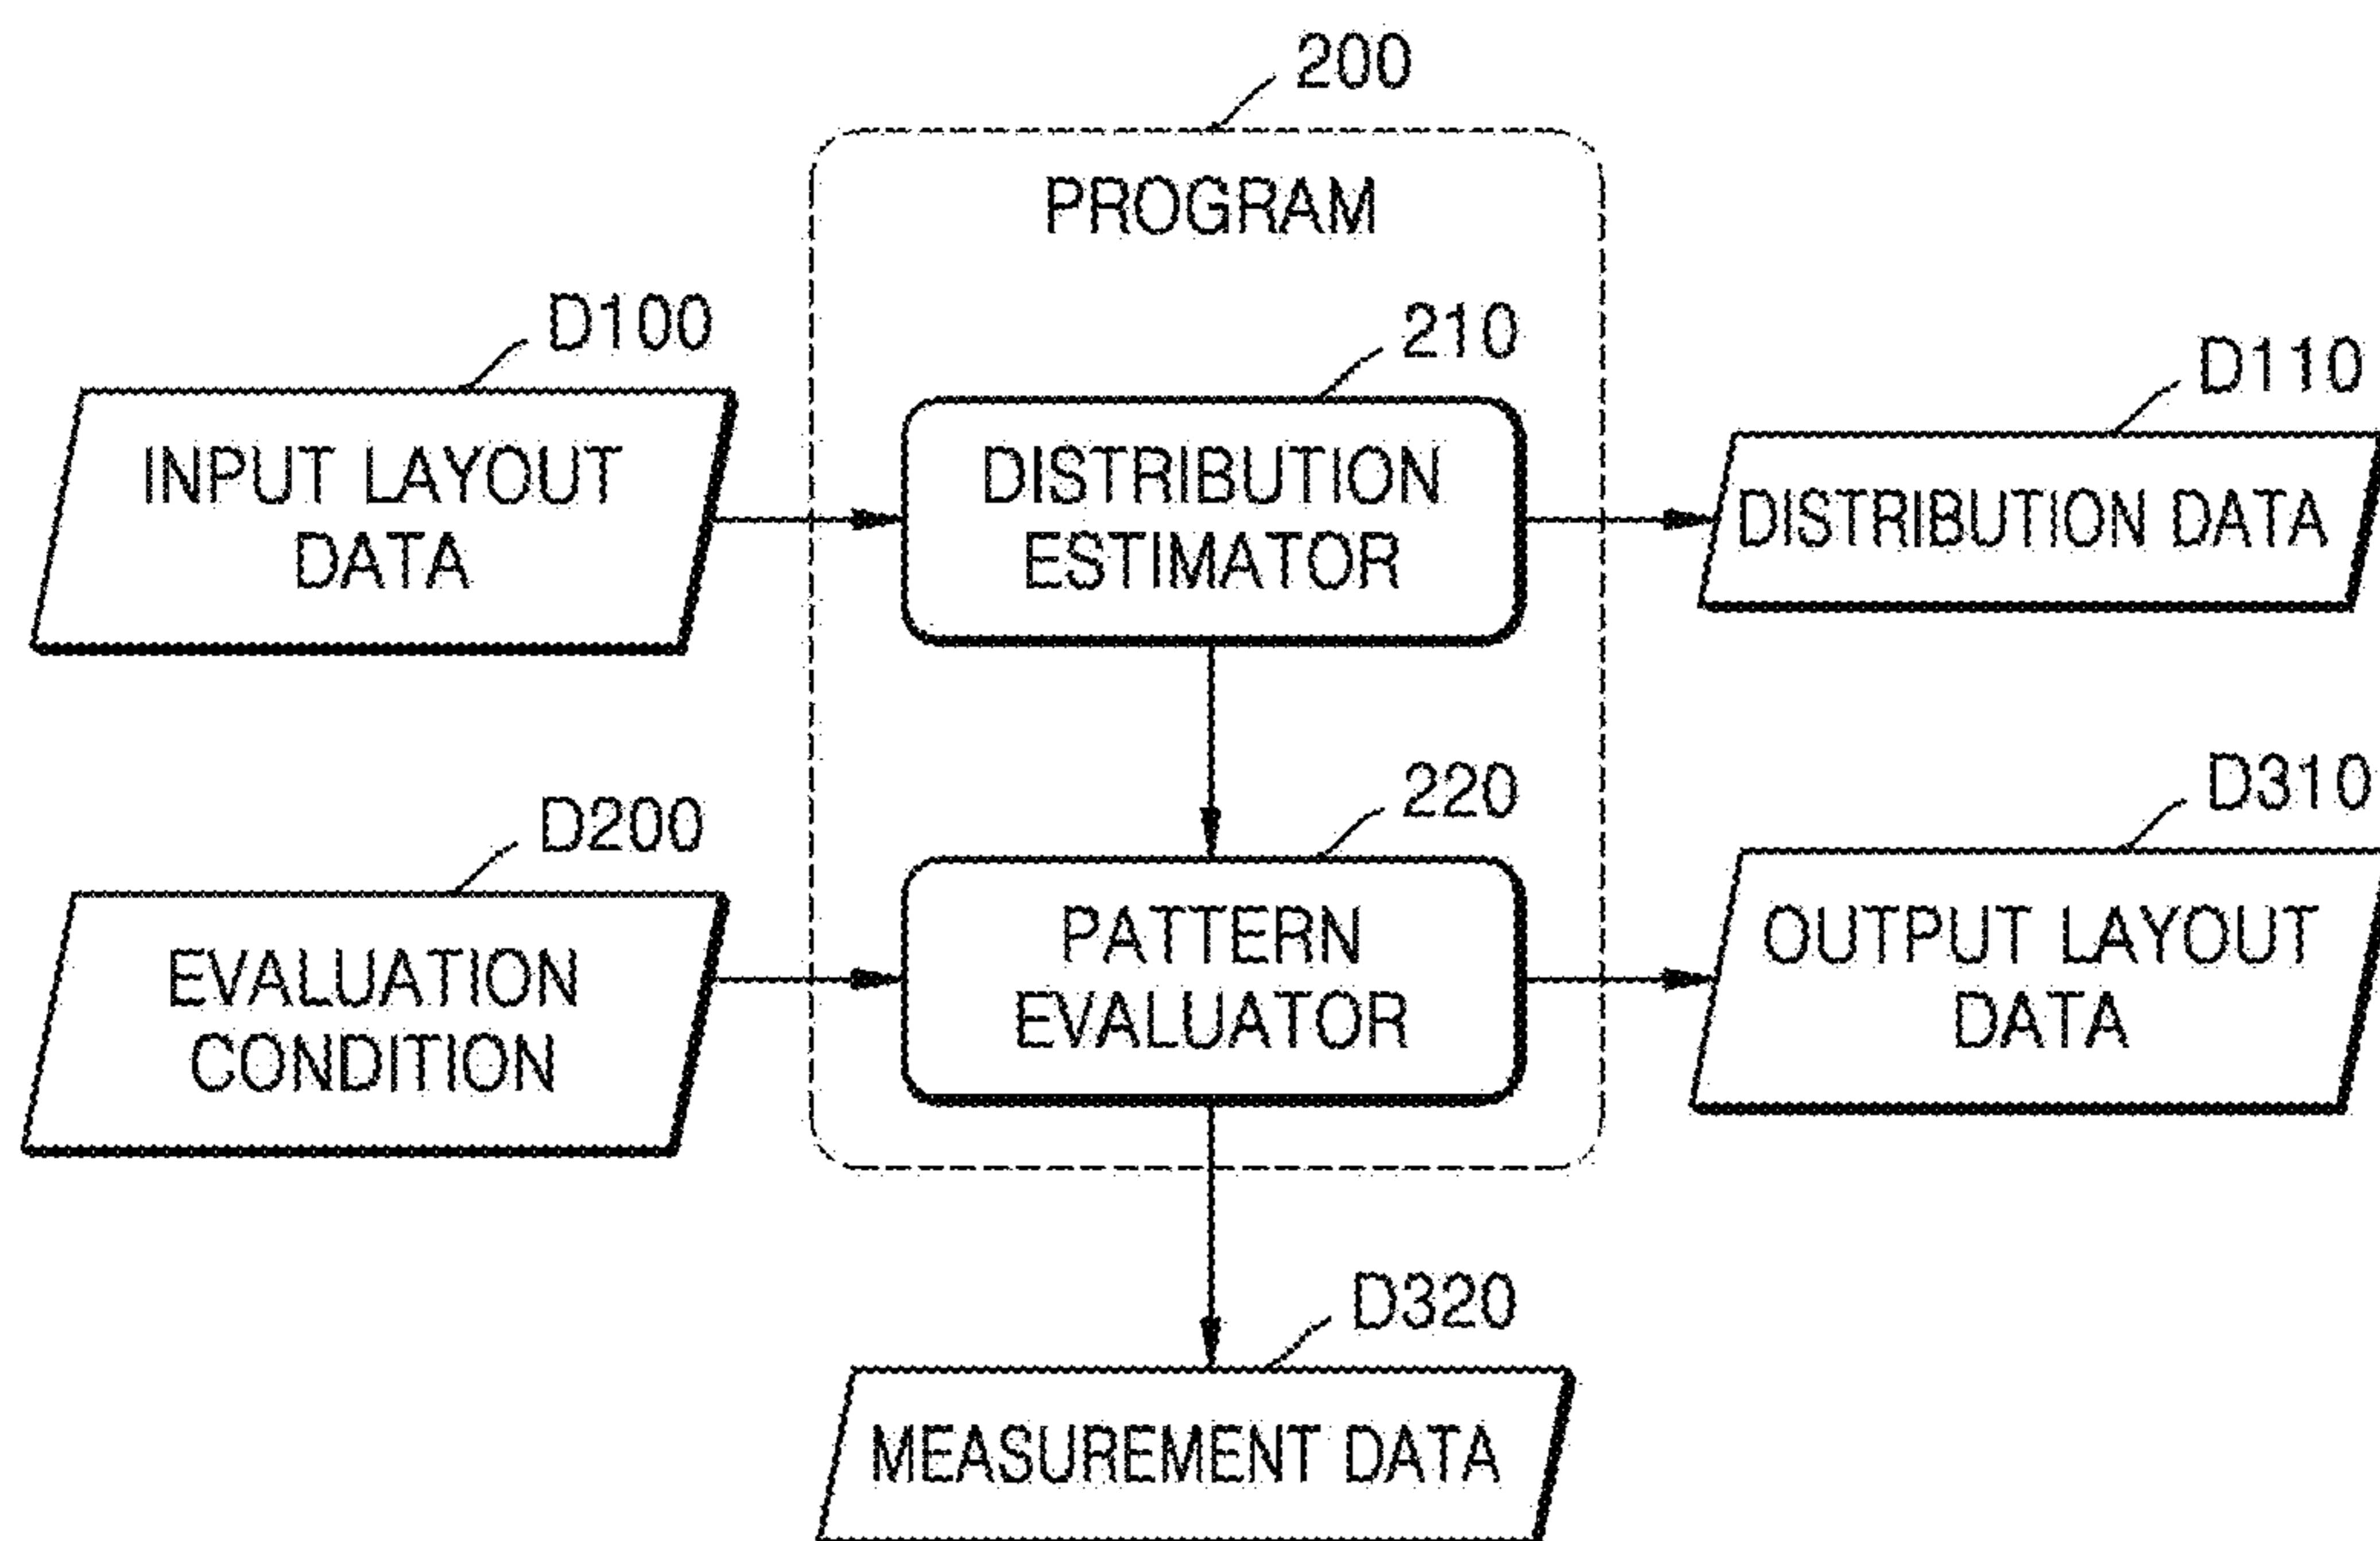 200
PROGRAM
D100
210
D110
INPUT LAYOUT
DATA
DISTRIBUTION
ESTIMATOR
DISTRIBUTION DATA
D200
220
D310
EVALUATION
CONDITION
PATTERN
EVALUATOR
OUTPUT LAYOUT
DATA
D320
MEASUREMENT DATA